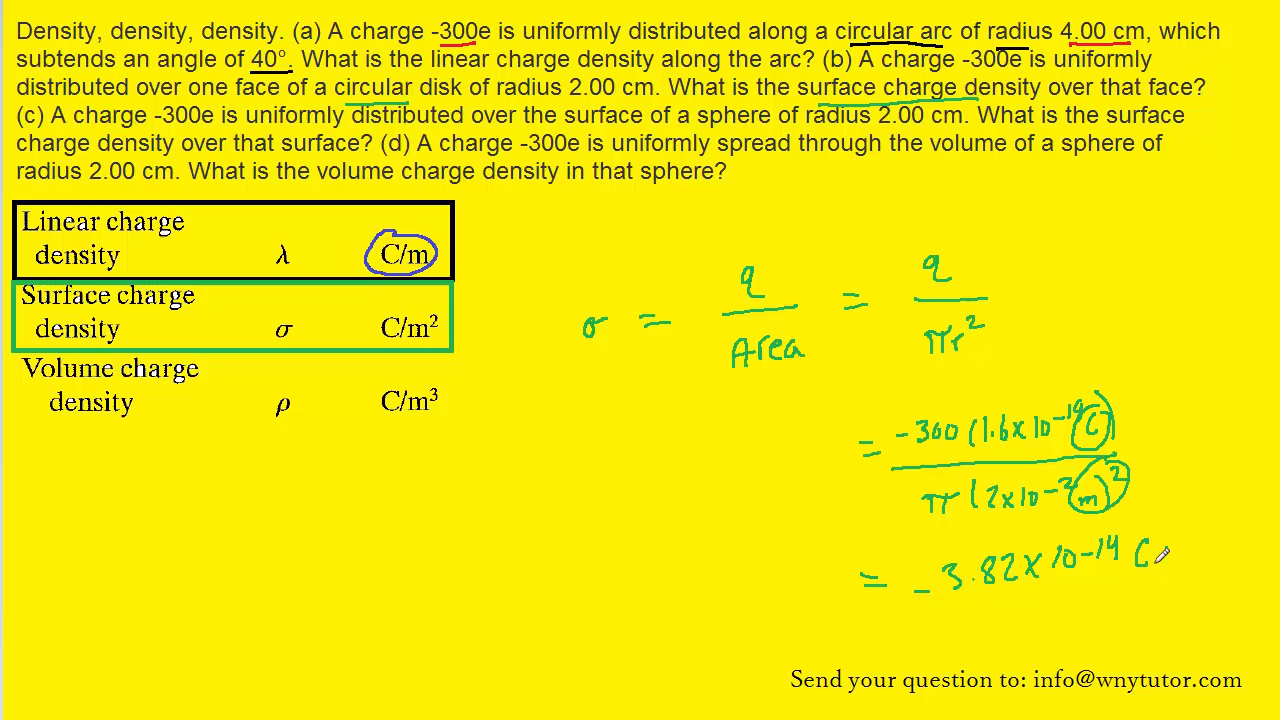 Density, density, density. (a) A charge -300e is uniformly distributed along a circular arc of radius 4.00 cm, which
subtends an angle of 40°. What is the linear charge density along the arc? (b) A charge -300e is uniformly
distributed over one face of a circular disk of radius 2.00 cm. What is the surface charge density over that face?
(c) A charge -300e is uniformly distributed over the surface of a sphere of radius 2.00 cm. What is the surface
charge density over that surface? (d) A charge -300e is uniformly spread through the volume of a sphere of
radius 2.00 cm. What is the volume charge density in that sphere?
Linear charge
density λ C/m
Surface charge
density σ C/m²
Volume charge
density ρ C/m³
σ = q / Area = q / πr²
= -300 (1.6x10⁻¹⁹ C) / π (2x10⁻² m)²
= -3.82x10⁻¹⁴ C
Send your question to: info@wnytutor.com